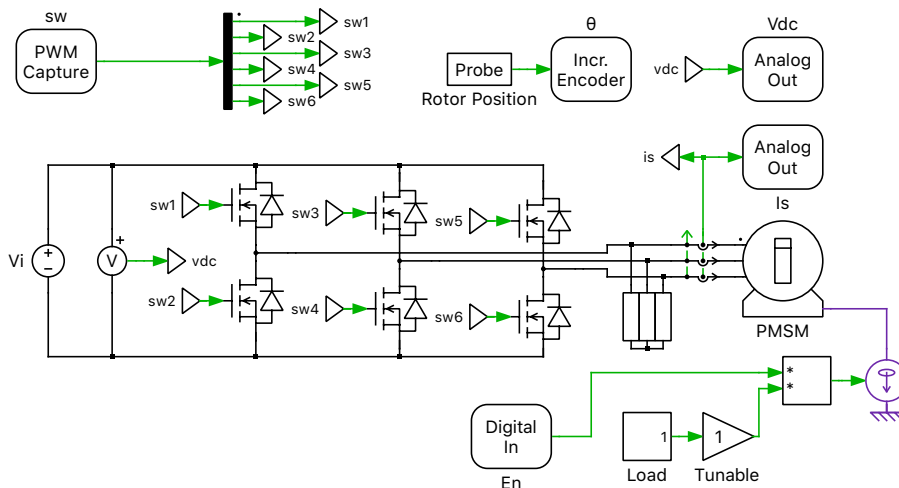 sw
PWM
Capture
sw1
sw2
sw3
sw4
sw5
sw6
Probe
Rotor Position
θ
Incr.
Encoder
Vdc
vdc
Analog
Out
is
Analog
Out
Is
Vi
+
−
+
V
vdc
sw1
sw3
sw5
sw2
sw4
sw6
PMSM
Digital
In
En
1
Load
1
Tunable
*
*